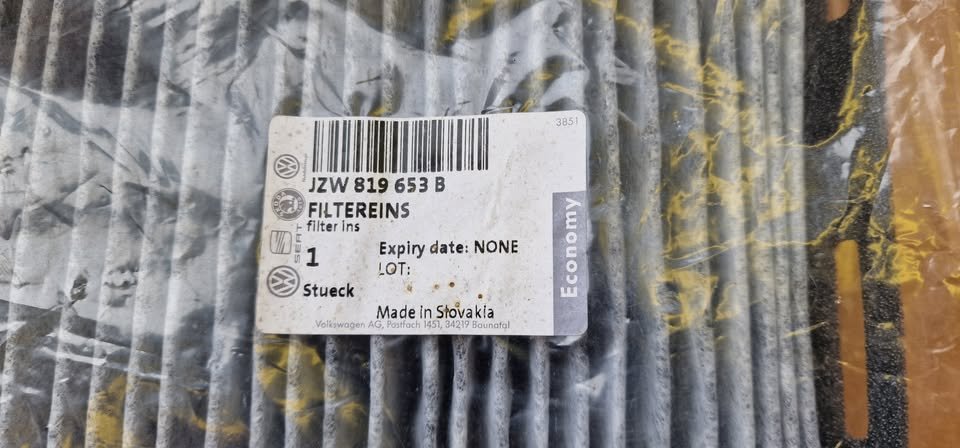 3851
JZW 819 653 B
FILTEREINS
filter ins
SEAT
1
Expiry date: NONE
LOT:
Stueck
Made in Slovakia
Volkswagen AG, Postfach 1451, 34219 Baunatal
Economy